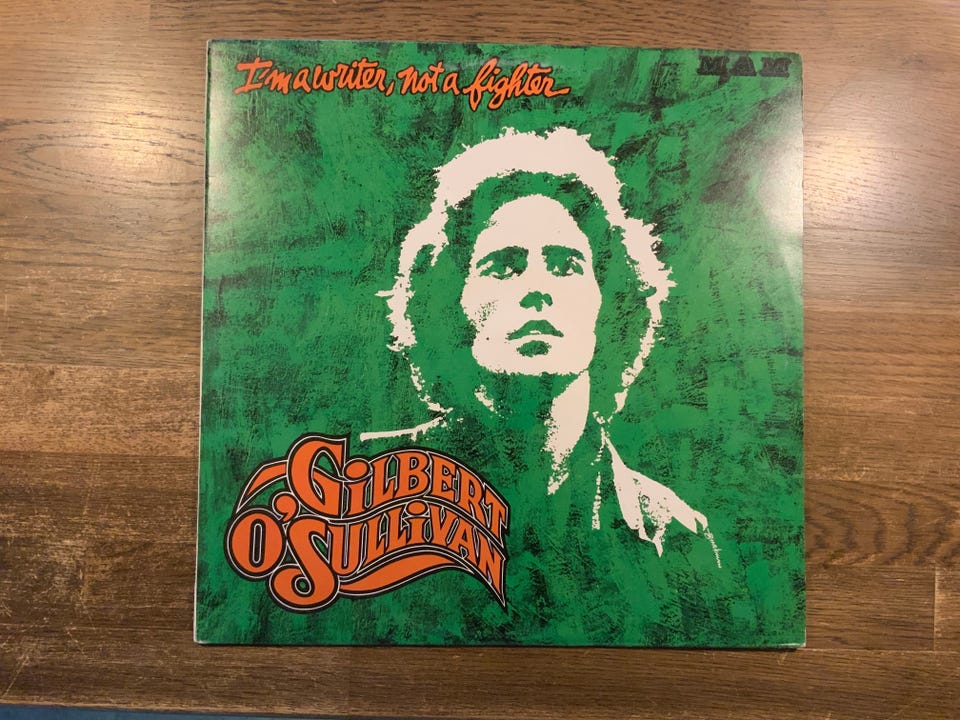 I'm a writer, not a fighter
MAM
GiLBERT
O'SULLiVAN